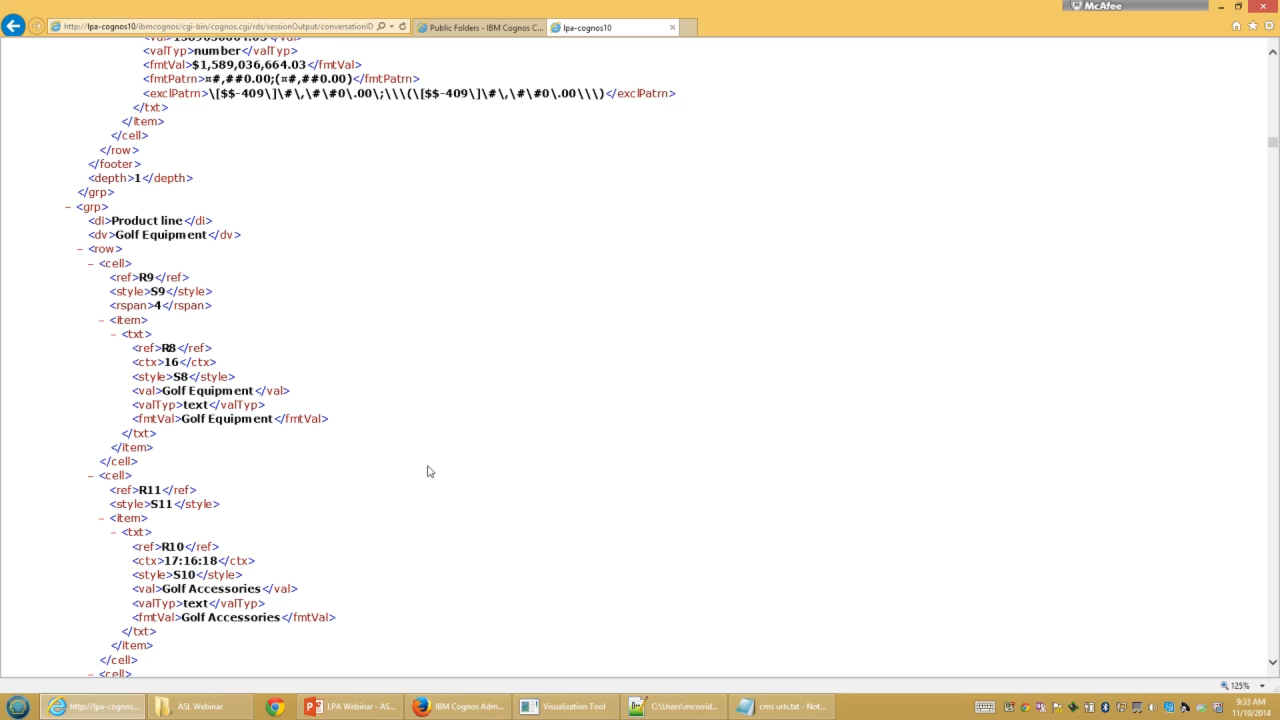 McAfee
http://lpa-cognos10/ibmcognos/cgi-bin/cognos.cgi/rds/sessionOutput/conversationID
Public Folders - IBM Cognos C...
lpa-cognos10
<valTyp>number</valTyp>
<fmtVal>$1,589,036,664.03</fmtVal>
<fmtPatrn>¤#,##0.00;(¤#,##0.00)</fmtPatrn>
<exclPatrn>\[$$-409\]\#\,\#\#0\.00\;\\\(\[$$-409\]\#\,\#\#0\.00\\\)</exclPatrn>
</txt>
</item>
</cell>
</row>
</footer>
<depth>1</depth>
</grp>
– <grp>
<di>Product line</di>
<dv>Golf Equipment</dv>
– <row>
– <cell>
<ref>R9</ref>
<style>S9</style>
<rspan>4</rspan>
– <item>
– <txt>
<ref>R8</ref>
<ctx>16</ctx>
<style>S8</style>
<val>Golf Equipment</val>
<valTyp>text</valTyp>
<fmtVal>Golf Equipment</fmtVal>
</txt>
</item>
</cell>
– <cell>
<ref>R11</ref>
<style>S11</style>
– <item>
– <txt>
<ref>R10</ref>
<ctx>17:16:18</ctx>
<style>S10</style>
<val>Golf Accessories</val>
<valTyp>text</valTyp>
<fmtVal>Golf Accessories</fmtVal>
</txt>
</item>
</cell>
– <cell>
125%
http://lpa-cognos...
ASL Webinar
LPA Webinar - AS...
IBM Cognos Adm...
Visualization Tool
C:\Users\mcorrid...
cms urls.txt - Not...
9:33 AM
11/10/2014